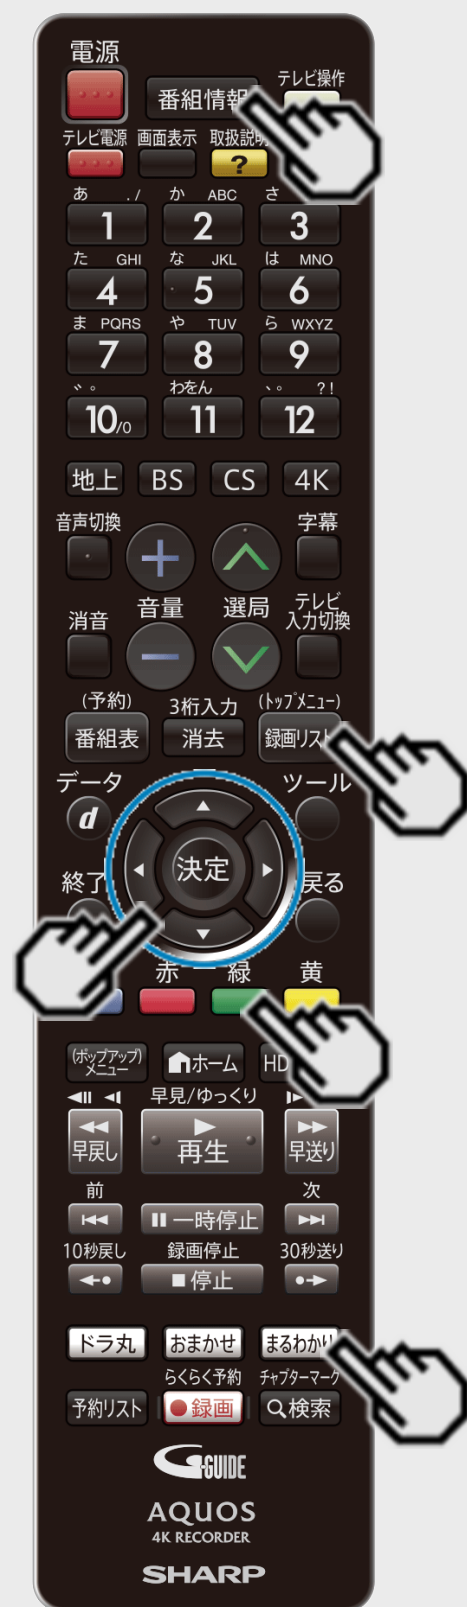 電源
番組情報
テレビ操作
テレビ電源 画面表示 取扱説明
?
あ ./ か ABC さ
1 2 3
た GHI な JKL は MNO
4 5 6
ま PQRS や TUV ら WXYZ
7 8 9
゛゜ わをん 、。 ?!
10/0 11 12
地上 BS CS 4K
音声切換 字幕
音量 選局
消音 テレビ
入力切換
(予約) 3桁入力 (トップメニュー)
番組表 消去 録画リスト
データ ツール
d
決定
終了 戻る
赤 緑 黄
(ポップアップ)
メニュー
ホーム HD
早見/ゆっくり
早戻し 再生 早送り
前 次
一時停止
10秒戻し 録画停止 30秒送り
停止
ドラ丸 おまかせ まるわかり
らくらく予約 チャプターマーク
予約リスト 録画 検索
G-GUIDE
AQUOS
4K RECORDER
SHARP